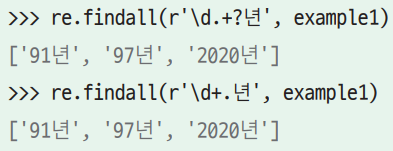 >>> re.findall(r'\d.+?년', example1)
['91년', '97년', '2020년']
>>> re.findall(r'\d+.년', example1)
['91년', '97년', '2020년']